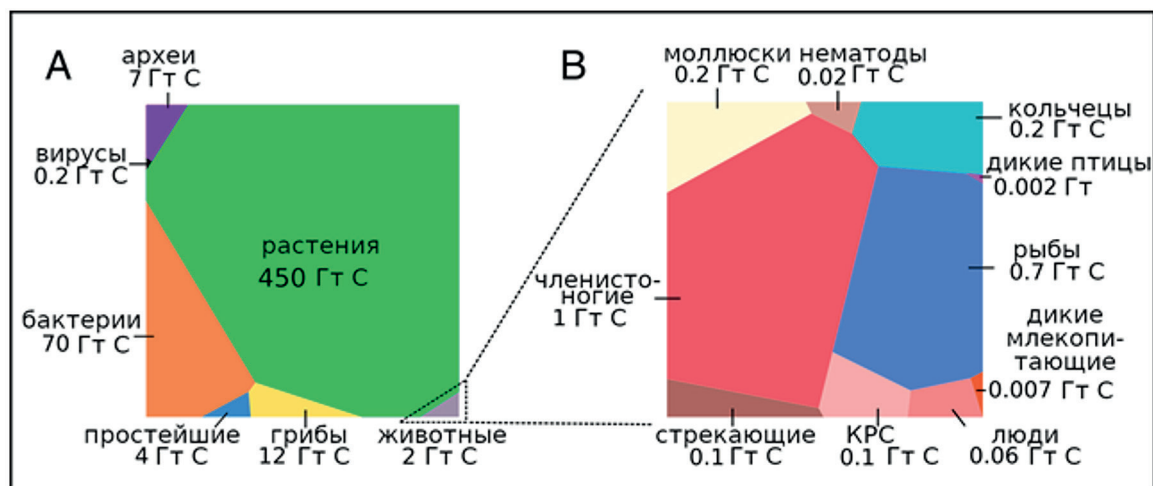 A
археи
7 Гт C
вирусы
0.2 Гт C
растения
450 Гт C
бактерии
70 Гт C
простейшие
4 Гт C
грибы
12 Гт C
животные
2 Гт C
B
моллюски
0.2 Гт C
нематоды
0.02 Гт C
кольчецы
0.2 Гт C
дикие птицы
0.002 Гт
рыбы
0.7 Гт C
членисто-
ногие
1 Гт C
дикие
млекопи-
тающие
0.007 Гт C
стрекающие
0.1 Гт C
КРС
0.1 Гт C
люди
0.06 Гт C